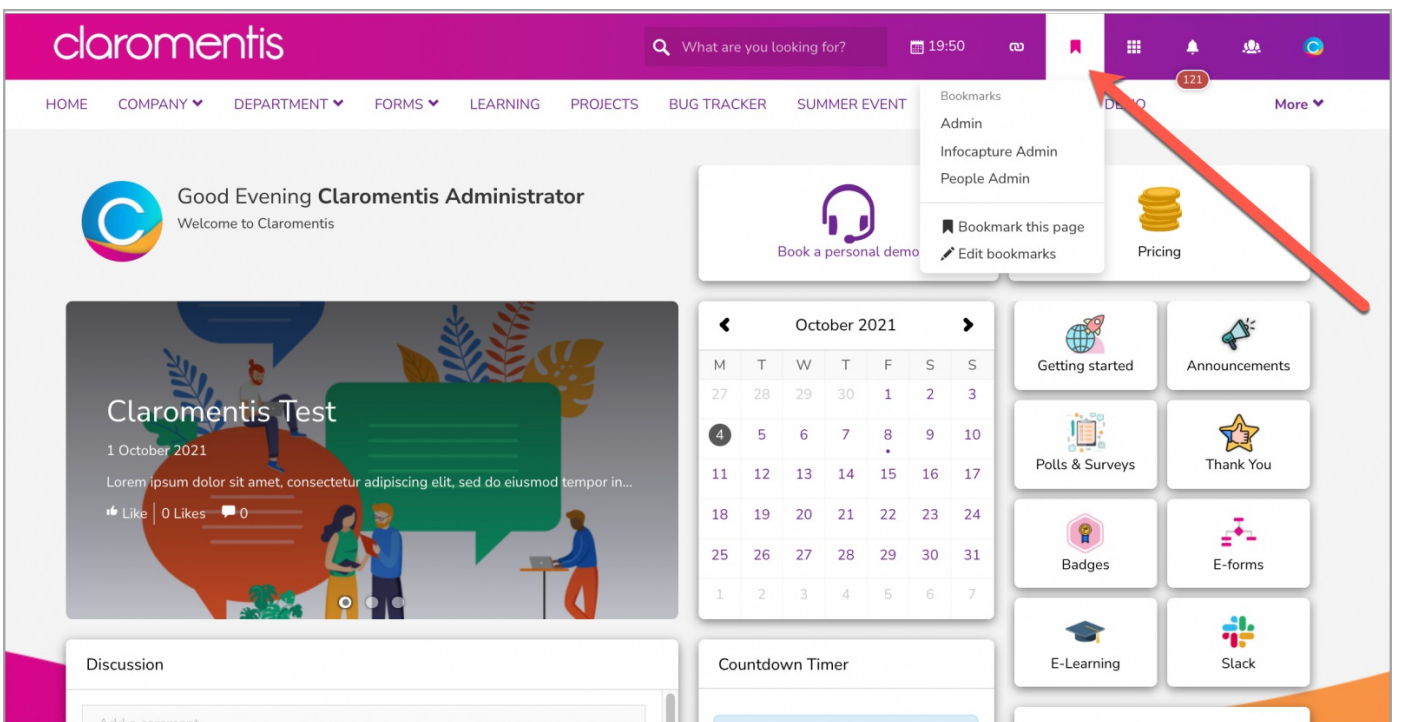 claromentis
What are you looking for?
19:50
121
HOME COMPANY DEPARTMENT FORMS LEARNING PROJECTS BUG TRACKER SUMMER EVENT More
Bookmarks
Admin
Infocapture Admin
People Admin
Bookmark this page
Edit bookmarks
Good Evening Claromentis Administrator
Welcome to Claromentis
Book a personal demo
Pricing
Claromentis Test
1 October 2021
Lorem ipsum dolor sit amet, consectetur adipiscing elit, sed do eiusmod tempor in...
Like 0 Likes 0
October 2021
M T W T F S S
27 28 29 30 1 2 3
4 5 6 7 8 9 10
11 12 13 14 15 16 17
18 19 20 21 22 23 24
25 26 27 28 29 30 31
1 2 3 4 5 6 7
Getting started
Announcements
Polls & Surveys
Thank You
Badges
E-forms
E-Learning
Slack
Discussion
Countdown Timer